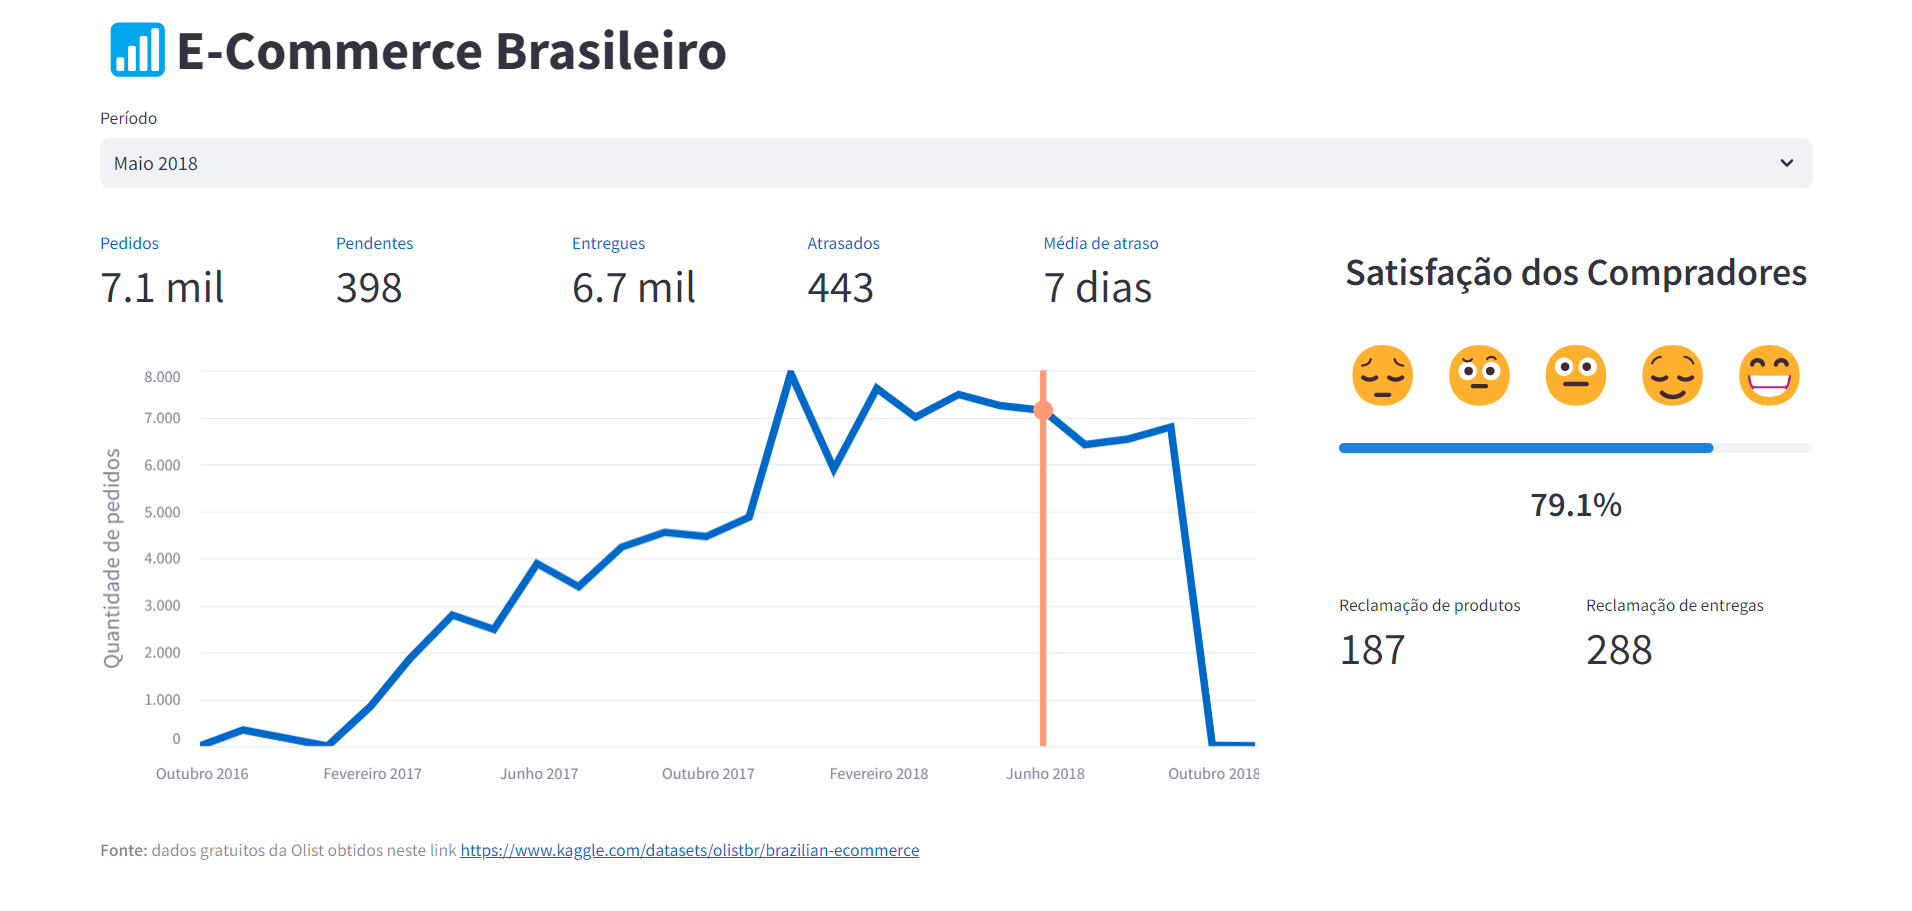 E-Commerce Brasileiro
Período
Maio 2018
Pedidos
7.1 mil
Pendentes
398
Entregues
6.7 mil
Atrasados
443
Média de atraso
7 dias
Quantidade de pedidos
8.000
7.000
6.000
5.000
4.000
3.000
2.000
1.000
0
Outubro 2016
Fevereiro 2017
Junho 2017
Outubro 2017
Fevereiro 2018
Junho 2018
Outubro 2018
Satisfação dos Compradores
79.1%
Reclamação de produtos
187
Reclamação de entregas
288
Fonte: dados gratuitos da Olist obtidos neste link https://www.kaggle.com/datasets/olistbr/brazilian-ecommerce